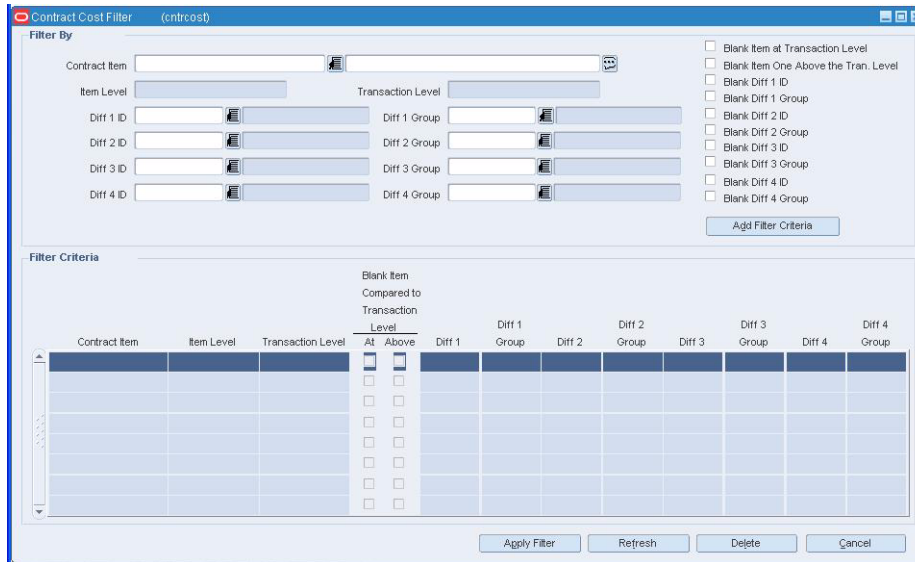 Contract Cost Filter (cntrcost)
Filter By
Contract Item
Item Level
Transaction Level
Diff 1 ID
Diff 1 Group
Diff 2 ID
Diff 2 Group
Diff 3 ID
Diff 3 Group
Diff 4 ID
Diff 4 Group
Blank Item at Transaction Level
Blank Item One Above the Tran. Level
Blank Diff 1 ID
Blank Diff 1 Group
Blank Diff 2 ID
Blank Diff 2 Group
Blank Diff 3 ID
Blank Diff 3 Group
Blank Diff 4 ID
Blank Diff 4 Group
Add Filter Criteria
Filter Criteria
Blank Item
Compared to
Transaction
Level
Diff 1
Diff 2
Diff 3
Diff 4
Contract Item Item Level Transaction Level At Above Diff 1 Group Diff 2 Group Diff 3 Group Diff 4 Group
Apply Filter Refresh Delete Cancel